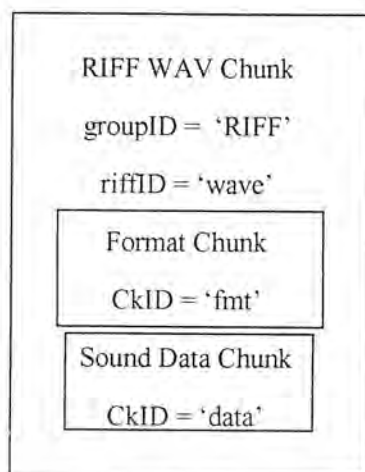 RIFF WAV Chunk
groupID = ‘RIFF’
riffID = ‘wave’
Format Chunk
CkID = ‘fmt’
Sound Data Chunk
CkID = ‘data’